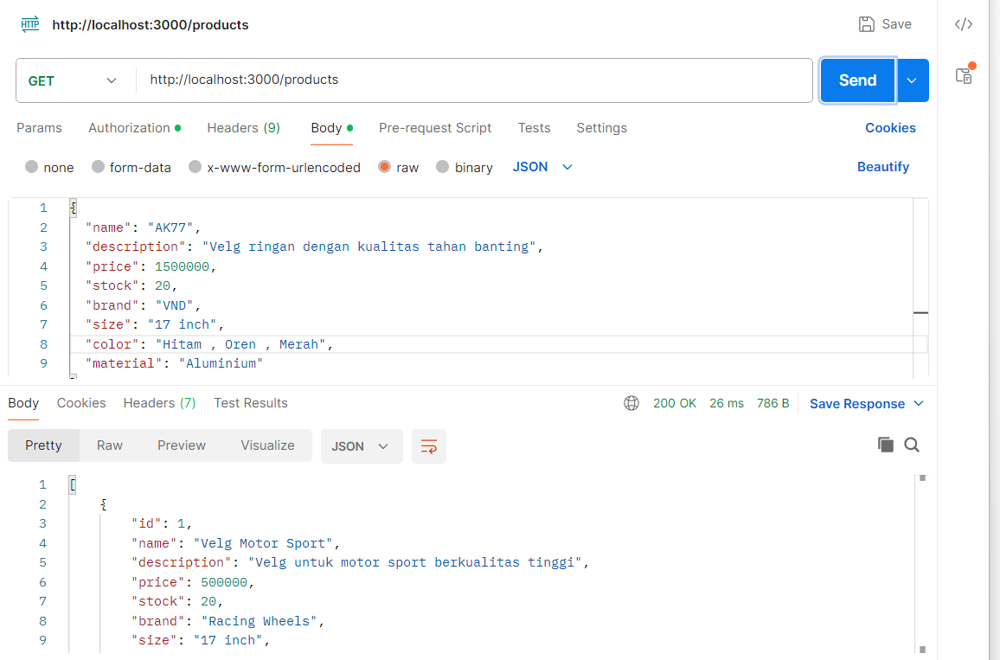 HTTP http://localhost:3000/products Save </>
GET http://localhost:3000/products Send
Params Authorization Headers (9) Body Pre-request Script Tests Settings Cookies
none form-data x-www-form-urlencoded raw binary JSON Beautify
1 {
2 "name": "AK77",
3 "description": "Velg ringan dengan kualitas tahan banting",
4 "price": 1500000,
5 "stock": 20,
6 "brand": "VND",
7 "size": "17 inch",
8 "color": "Hitam , Oren , Merah",
9 "material": "Aluminium"
Body Cookies Headers (7) Test Results 200 OK 26 ms 786 B Save Response
Pretty Raw Preview Visualize JSON
1 [
2 {
3 "id": 1,
4 "name": "Velg Motor Sport",
5 "description": "Velg untuk motor sport berkualitas tinggi",
6 "price": 500000,
7 "stock": 20,
8 "brand": "Racing Wheels",
9 "size": "17 inch",